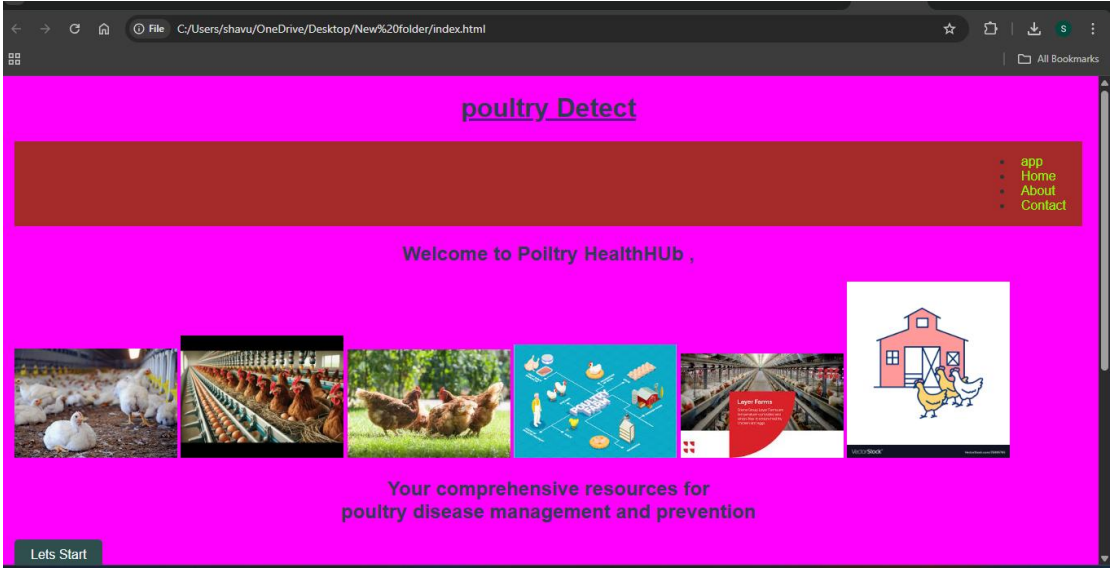 File
C:/Users/shavu/OneDrive/Desktop/New%20folder/index.html
S
All Bookmarks
poultry Detect
app
Home
About
Contact
Welcome to Poiltry HealthHUb ,
Layer Farms
VectorStock
Your comprehensive resources for
poultry disease management and prevention
Lets Start